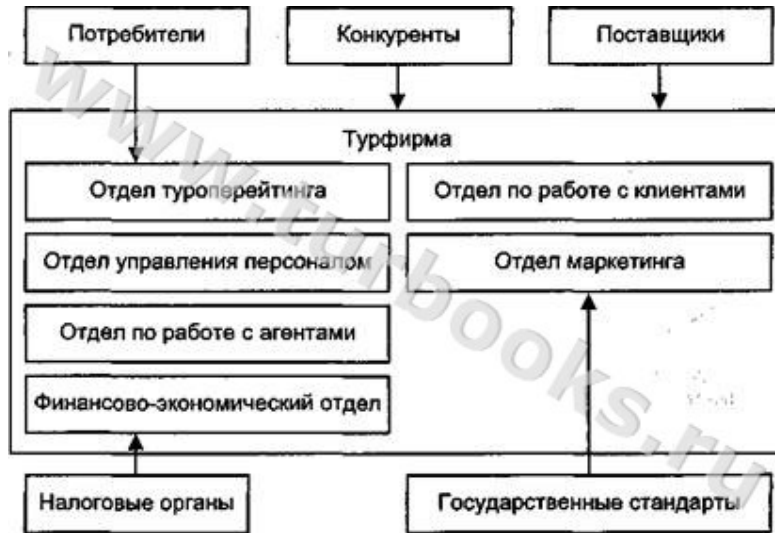 Потребители
Конкуренты
Поставщики
Турфирма
Отдел туроперейтинга
Отдел по работе с клиентами
Отдел управления персоналом
Отдел маркетинга
Отдел по работе с агентами
Финансово-экономический отдел
Налоговые органы
Государственные стандарты
www.turbooks.ru